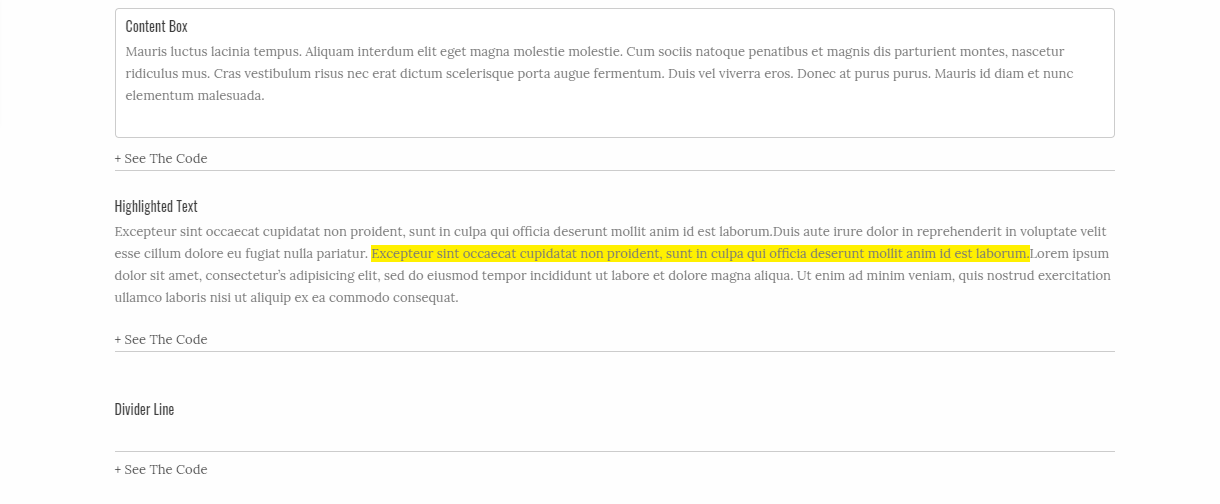 Content Box
Mauris luctus lacinia tempus. Aliquam interdum elit eget magna molestie molestie. Cum sociis natoque penatibus et magnis dis parturient montes, nascetur
ridiculus mus. Cras vestibulum risus nec erat dictum scelerisque porta augue fermentum. Duis vel viverra eros. Donec at purus purus. Mauris id diam et nunc
elementum malesuada.
+ See The Code
Highlighted Text
Excepteur sint occaecat cupidatat non proident, sunt in culpa qui officia deserunt mollit anim id est laborum.Duis aute irure dolor in reprehenderit in voluptate velit
esse cillum dolore eu fugiat nulla pariatur. Excepteur sint occaecat cupidatat non proident, sunt in culpa qui officia deserunt mollit anim id est laborum.Lorem ipsum
dolor sit amet, consectetur's adipisicing elit, sed do eiusmod tempor incididunt ut labore et dolore magna aliqua. Ut enim ad minim veniam, quis nostrud exercitation
ullamco laboris nisi ut aliquip ex ea commodo consequat.
+ See The Code
Divider Line
+ See The Code